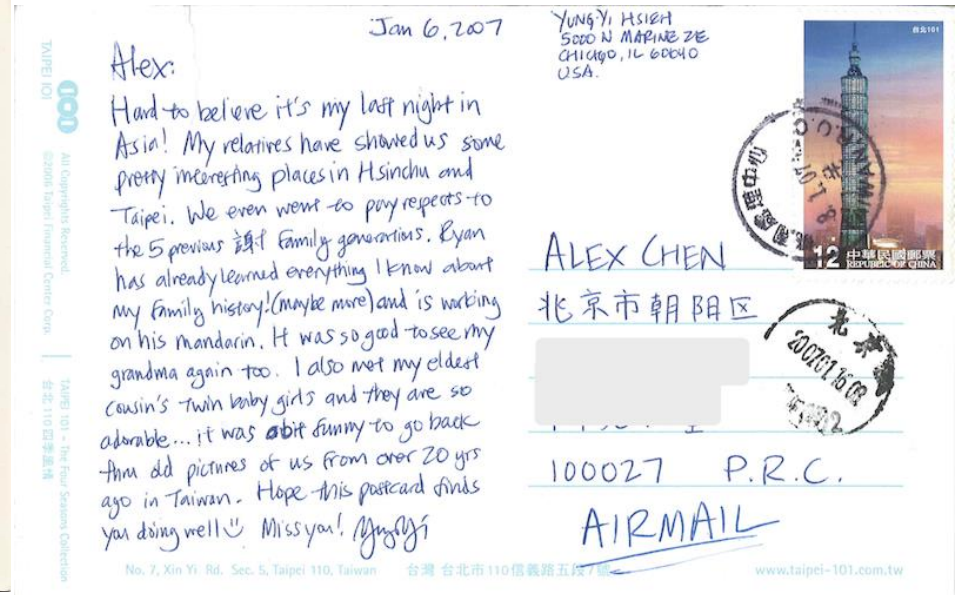 Jan 6, 2007
Alex:
Hard to believe it's my last night in
Asia! My relatives have showed us some
pretty interesting places in Hsinchu and
Taipei. We even went to pay respects to
the 5 previous 謝 family generations. Ryan
has already learned everything I know about
my family history! (maybe more) and is working
on his mandarin. It was so good to see my
grandma again too. I also met my eldest
cousin's twin baby girls and they are so
adorable... it was a bit funny to go back
thru old pictures of us from over 20 yrs
ago in Taiwan. Hope this postcard finds
you doing well Miss you! YungYi
YUNG-YI HSIEH
5000 N MARINE
CHICAGO, IL 60640
USA.
台北101
12 中華民國郵票
REPUBLIC OF CHINA
TAIWAN R.O.C.
處理中心
ALEX CHEN
北京市朝阳区
100027 P.R.C.
AIRMAIL
北京
TAIPEI 101
101
All Copyrights Reserved.
©2006 Taipei Financial Center Corp.
TAIPEI 101 - The Four Seasons Collection
台北 110 四季風情
No. 7, Xin Yi Rd. Sec. 5, Taipei 110, Taiwan 台灣 台北市110信義路五段7號
www.taipei-101.com.tw